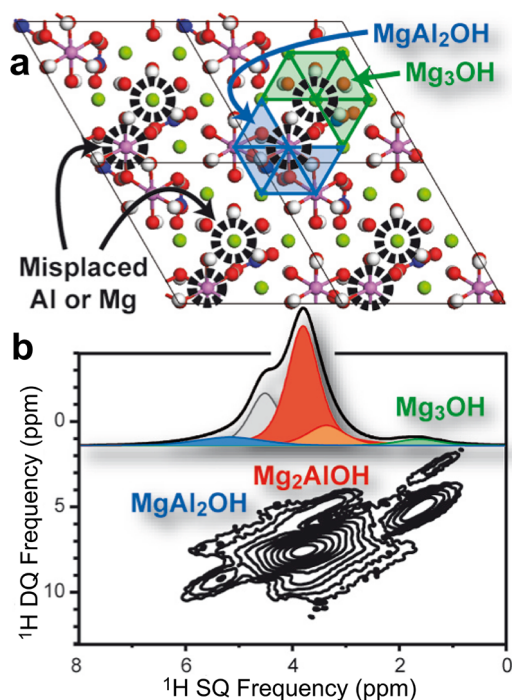 a
MgAl₂OH
Mg₃OH
Misplaced
Al or Mg
b
Mg₃OH
Mg₂AlOH
MgAl₂OH
¹H DQ Frequency (ppm)
0
5
10
8
6
4
2
0
¹H SQ Frequency (ppm)